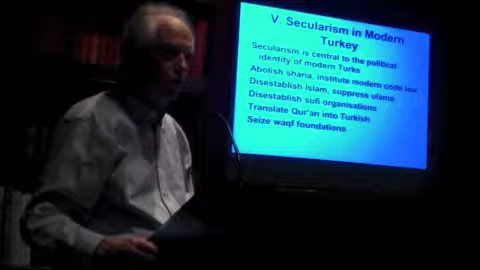 V. Secularism in Modern
Turkey
Secularism is central to the political
identity of modern Turks
Abolish sharia, institute modern code law
Disestablish Islam, suppress ulama
Disestablish sufi organisations
Translate Qur'an into Turkish
Seize waqf foundations